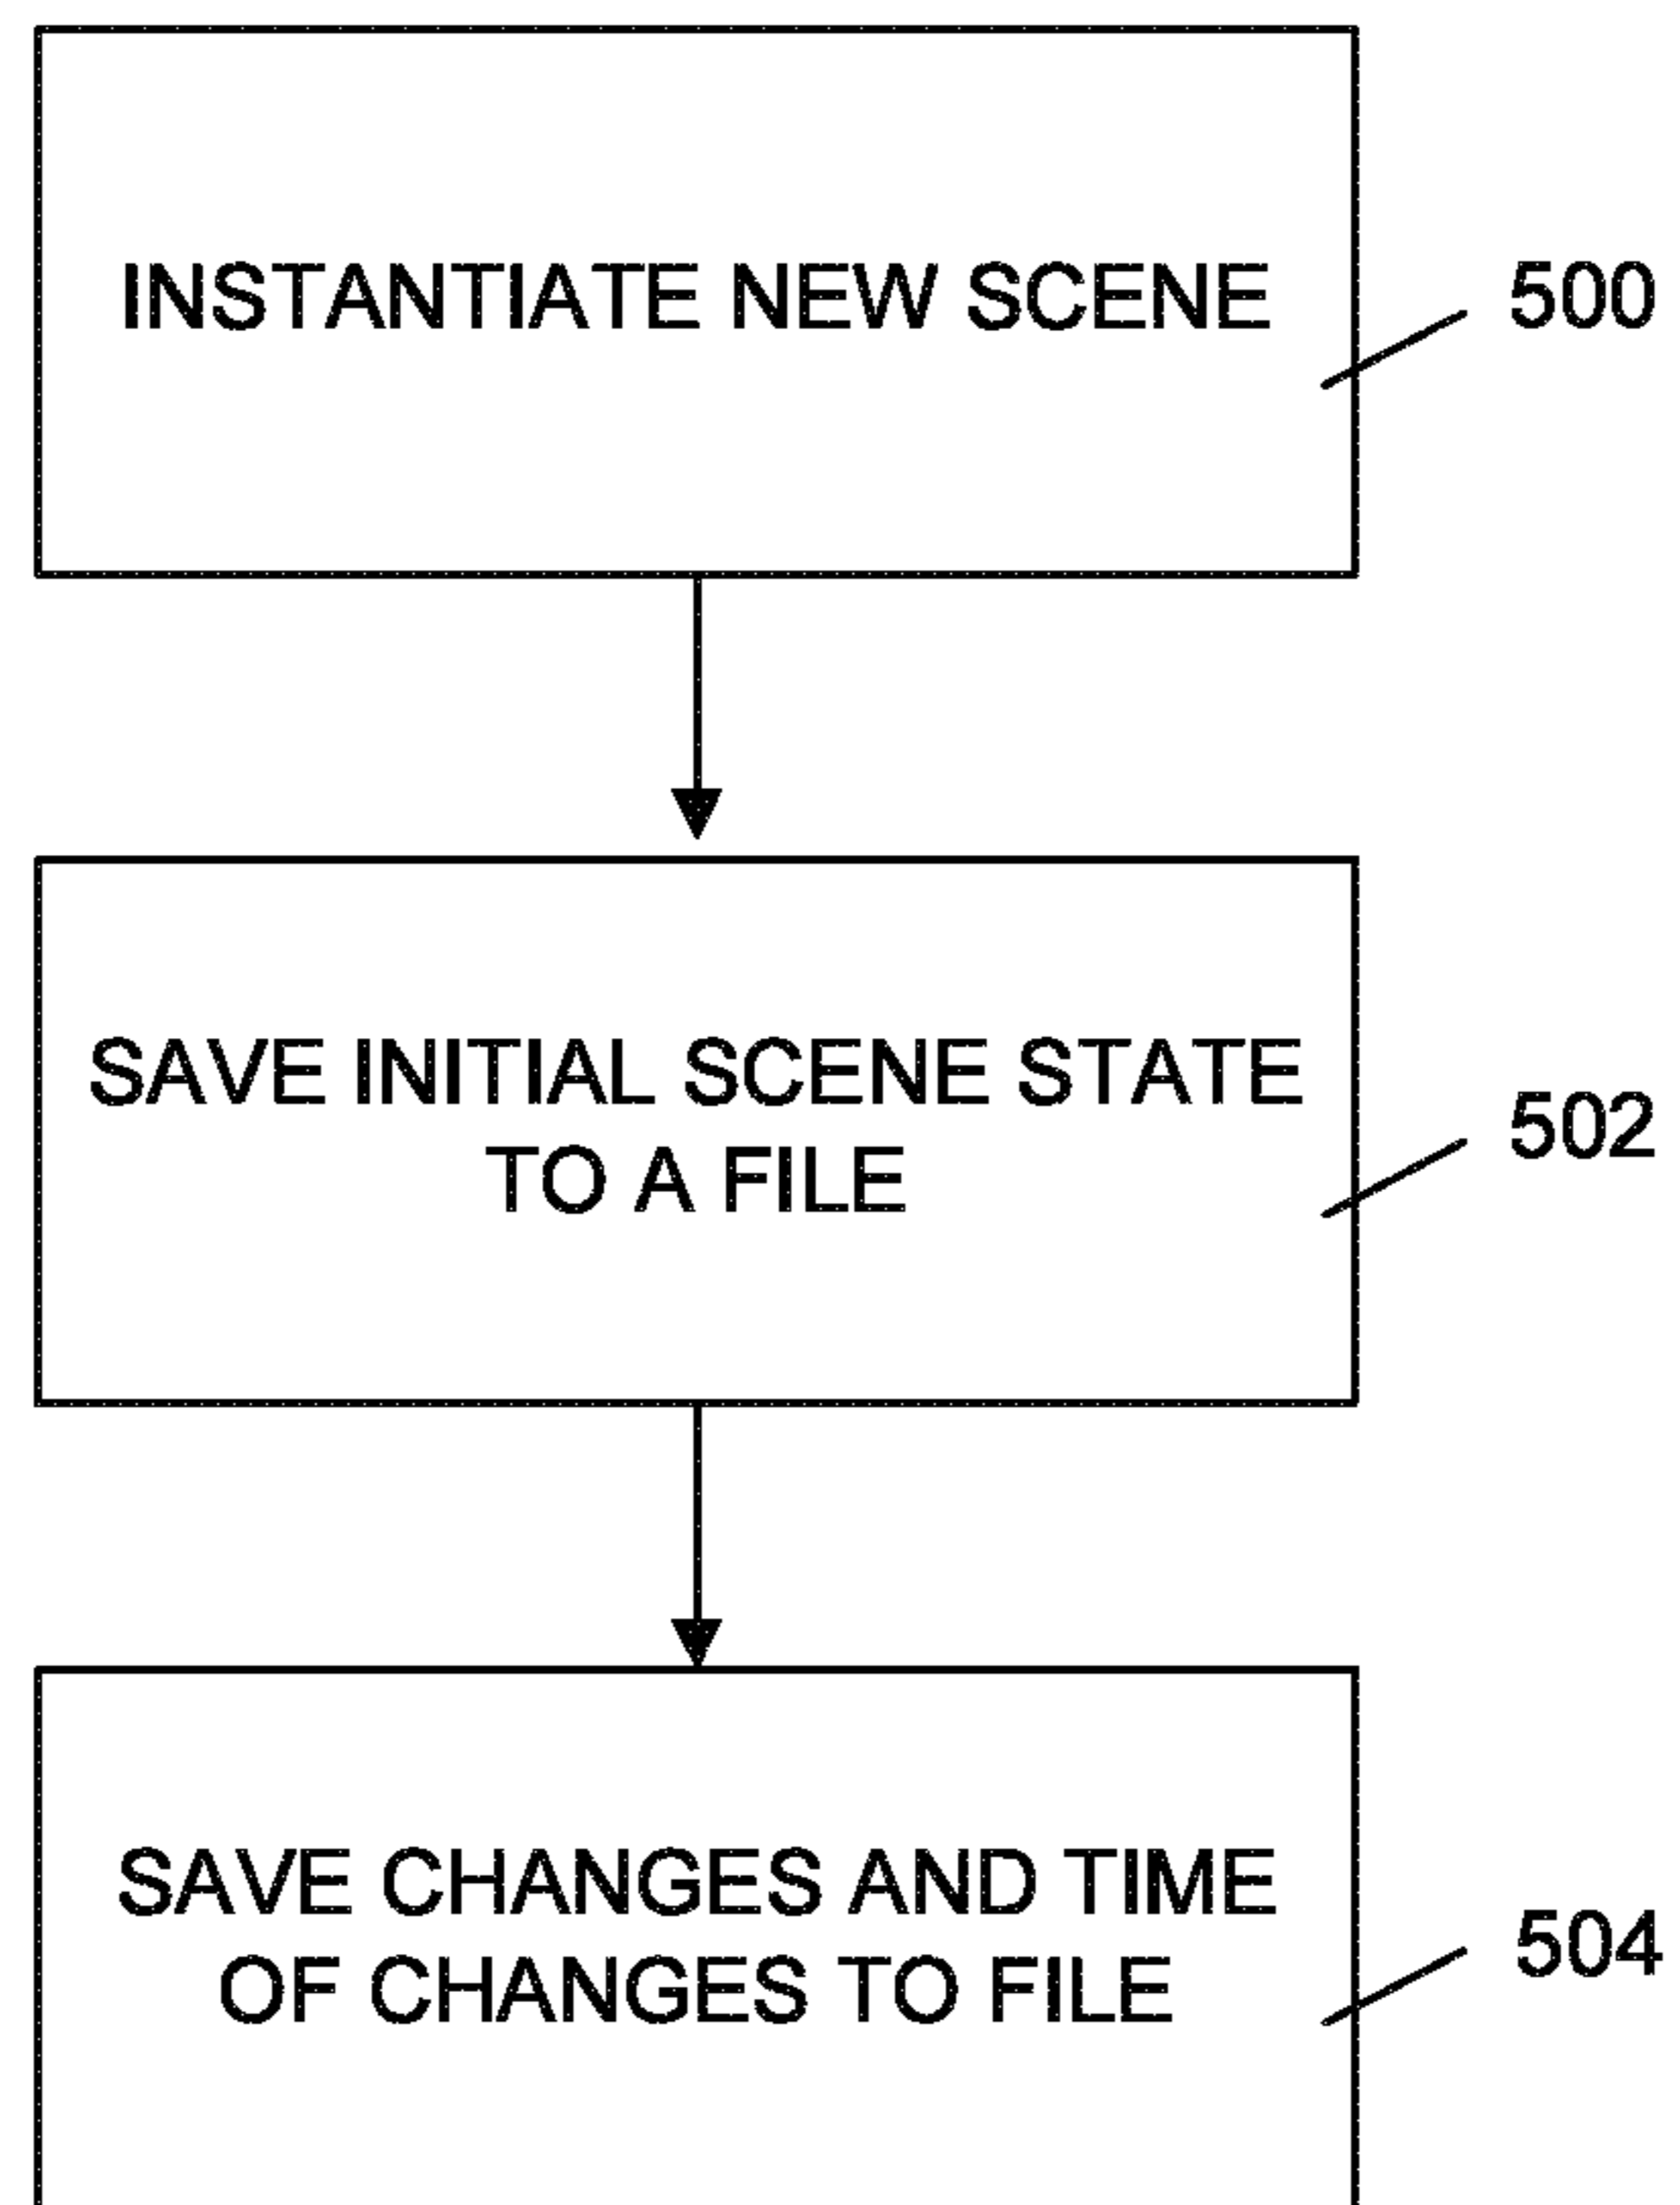 INSTANTIATE NEW SCENE
500
SAVE INITIAL SCENE STATE
TO A FILE
502
SAVE CHANGES AND TIME
OF CHANGES TO FILE
504